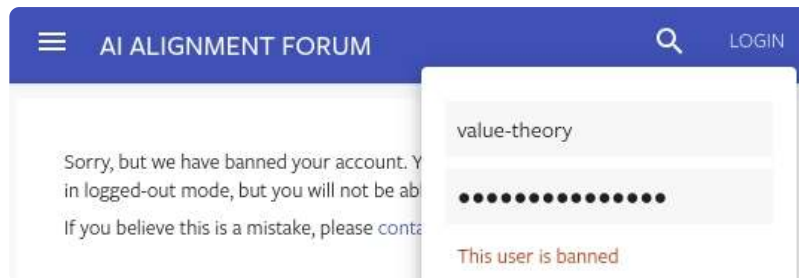 AI ALIGNMENT FORUM
LOGIN
Sorry, but we have banned your account. Y
in logged-out mode, but you will not be ab
If you believe this is a mistake, please conta
value-theory
This user is banned